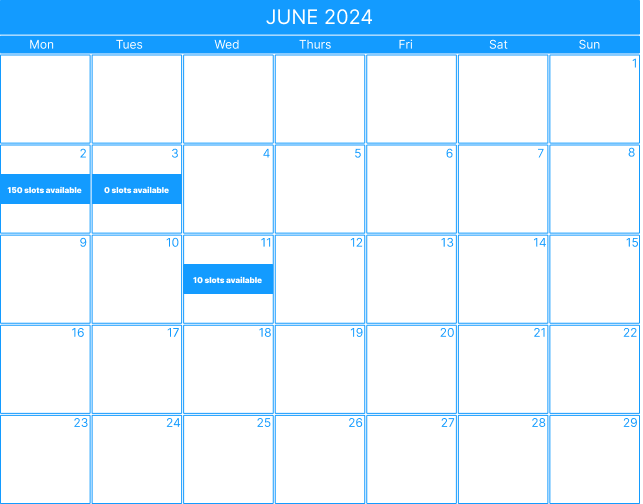 JUNE 2024
Mon Tues Wed Thurs Fri Sat Sun
1
2 3 4 5 6 7 8
150 slots available 0 slots available
9 10 11 12 13 14 15
10 slots available
16 17 18 19 20 21 22
23 24 25 26 27 28 29